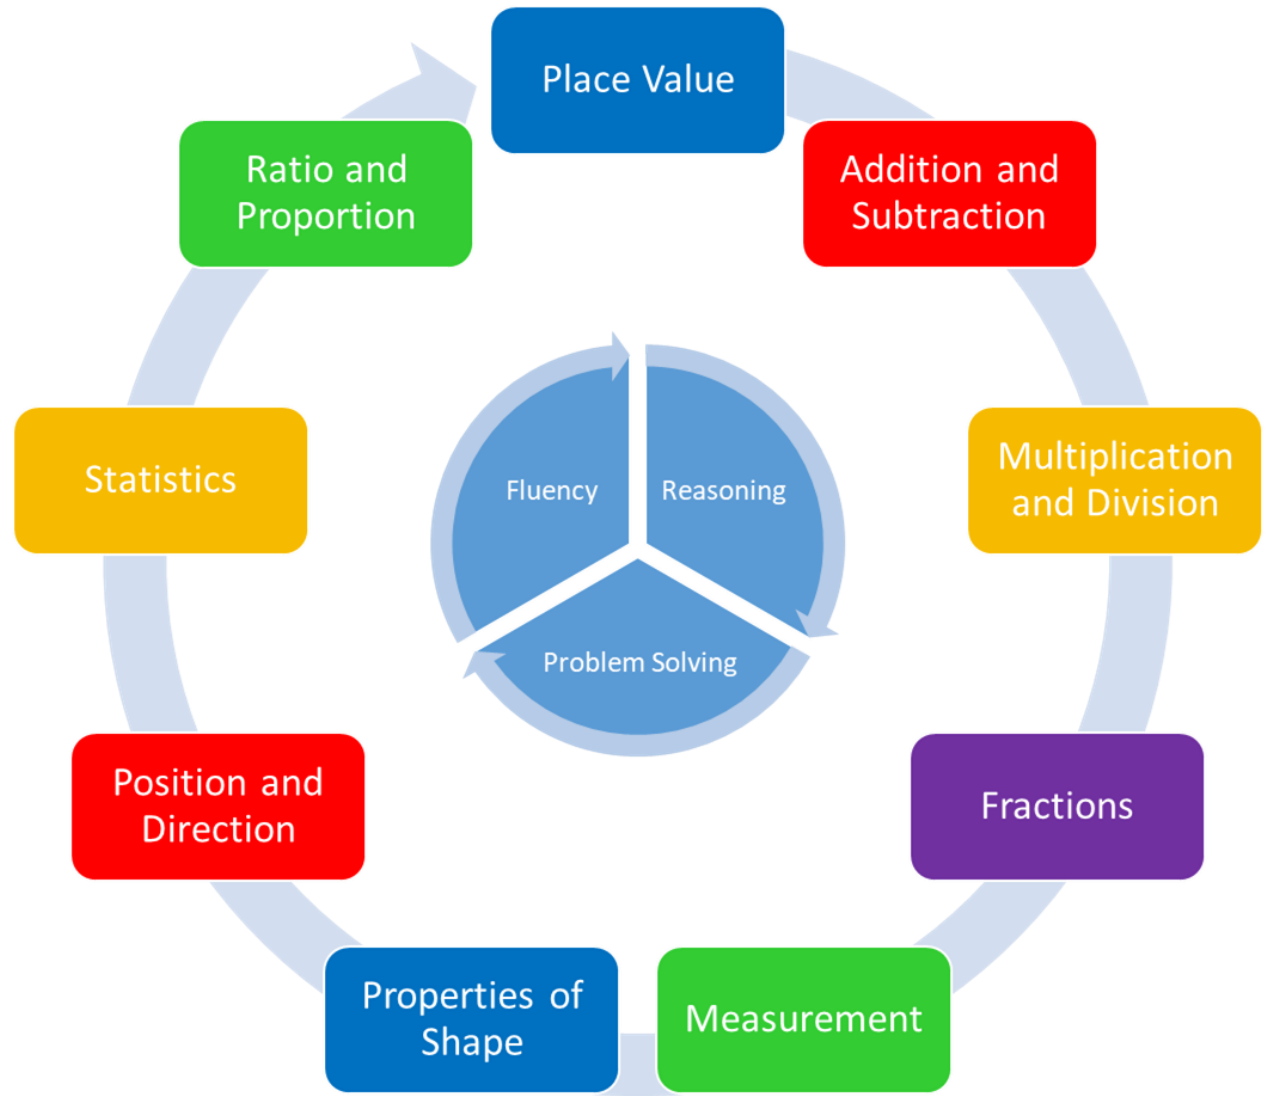 Place Value
Addition and
Subtraction
Multiplication
and Division
Fractions
Measurement
Properties of
Shape
Position and
Direction
Statistics
Ratio and
Proportion
Fluency
Reasoning
Problem Solving